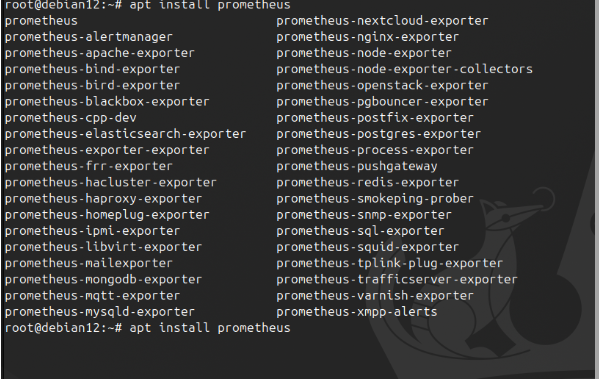 root@debian12:~# apt install prometheus
prometheus prometheus-nextcloud-exporter
prometheus-alertmanager prometheus-nginx-exporter
prometheus-apache-exporter prometheus-node-exporter
prometheus-bind-exporter prometheus-node-exporter-collectors
prometheus-bird-exporter prometheus-openstack-exporter
prometheus-blackbox-exporter prometheus-pgbouncer-exporter
prometheus-cpp-dev prometheus-postfix-exporter
prometheus-elasticsearch-exporter prometheus-postgres-exporter
prometheus-exporter-exporter prometheus-process-exporter
prometheus-frr-exporter prometheus-pushgateway
prometheus-hacluster-exporter prometheus-redis-exporter
prometheus-haproxy-exporter prometheus-smokeping-prober
prometheus-homeplug-exporter prometheus-snmp-exporter
prometheus-ipmi-exporter prometheus-sql-exporter
prometheus-libvirt-exporter prometheus-squid-exporter
prometheus-mailexporter prometheus-tplink-plug-exporter
prometheus-mongodb-exporter prometheus-trafficserver-exporter
prometheus-mqtt-exporter prometheus-varnish-exporter
prometheus-mysqld-exporter prometheus-xmpp-alerts
root@debian12:~# apt install prometheus